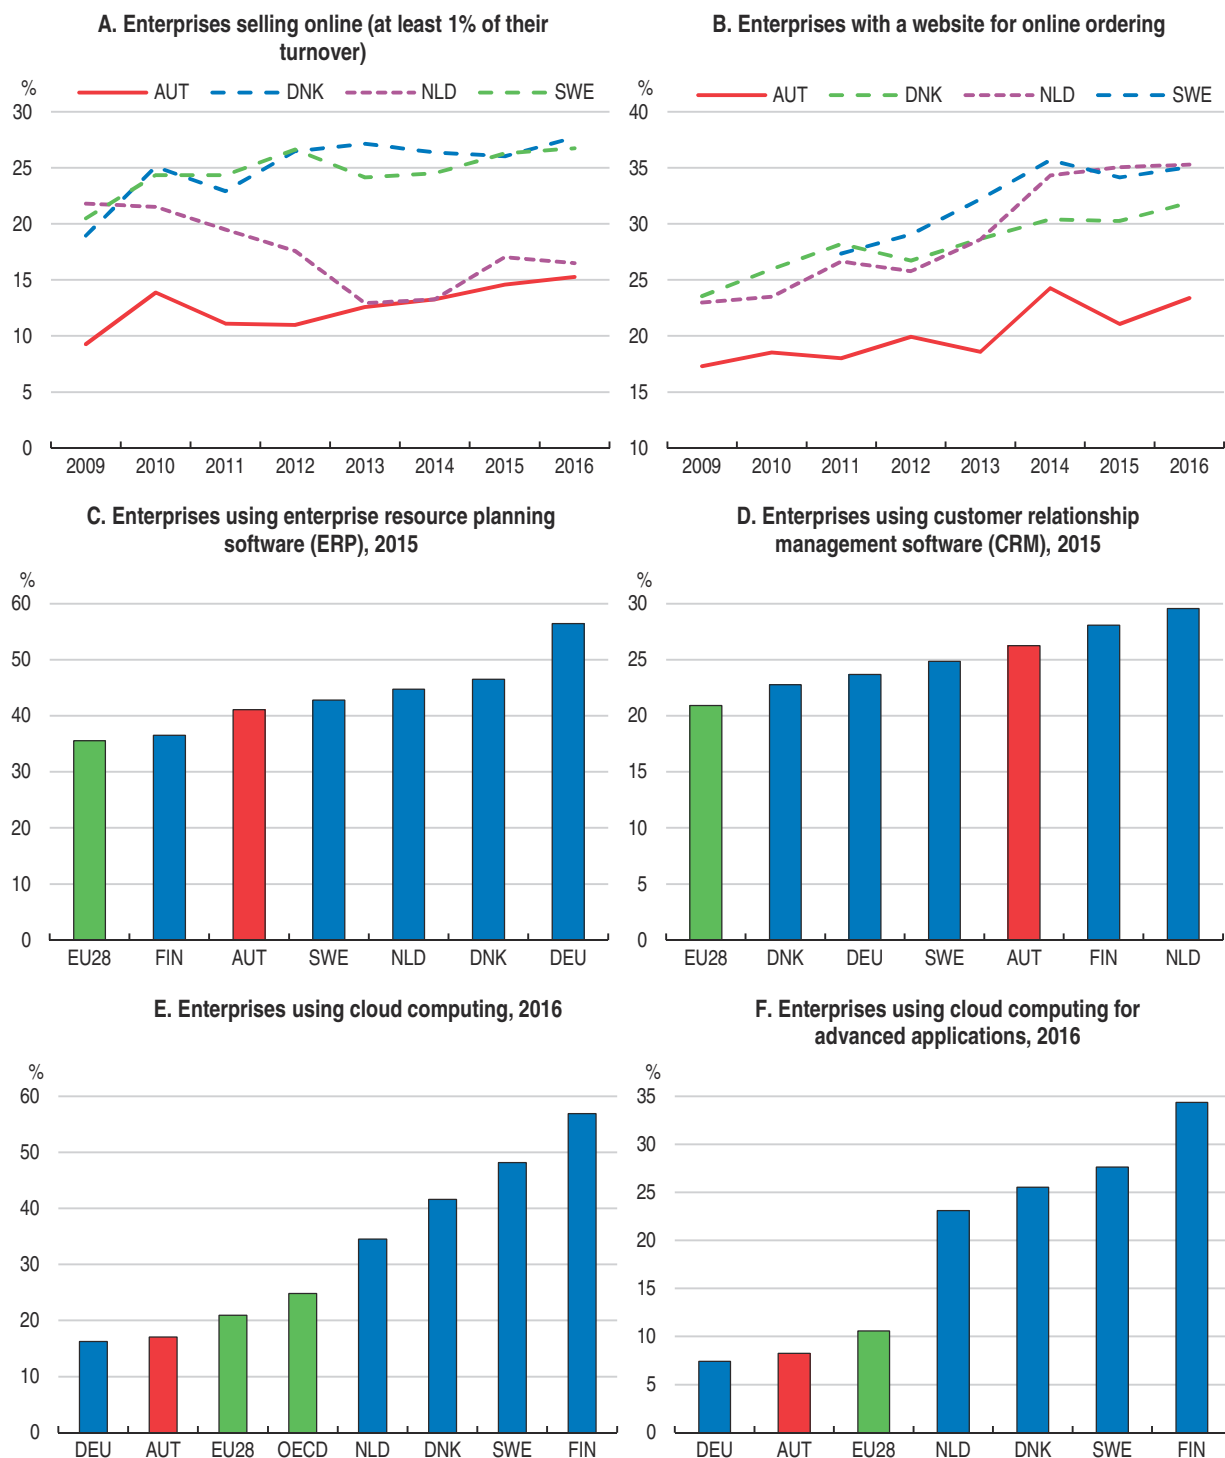 A. Enterprises selling online (at least 1% of their
turnover)
%
AUT DNK NLD SWE
30
25
20
15
10
5
0
2009 2010 2011 2012 2013 2014 2015 2016
B. Enterprises with a website for online ordering
%
AUT DNK NLD SWE
40
35
30
25
20
15
10
2009 2010 2011 2012 2013 2014 2015 2016
C. Enterprises using enterprise resource planning
software (ERP), 2015
%
60
50
40
30
20
10
0
EU28 FIN AUT SWE NLD DNK DEU
D. Enterprises using customer relationship
management software (CRM), 2015
%
30
25
20
15
10
5
0
EU28 DNK DEU SWE AUT FIN NLD
E. Enterprises using cloud computing, 2016
%
60
50
40
30
20
10
0
DEU AUT EU28 OECD NLD DNK SWE FIN
F. Enterprises using cloud computing for
advanced applications, 2016
%
35
30
25
20
15
10
5
0
DEU AUT EU28 NLD DNK SWE FIN